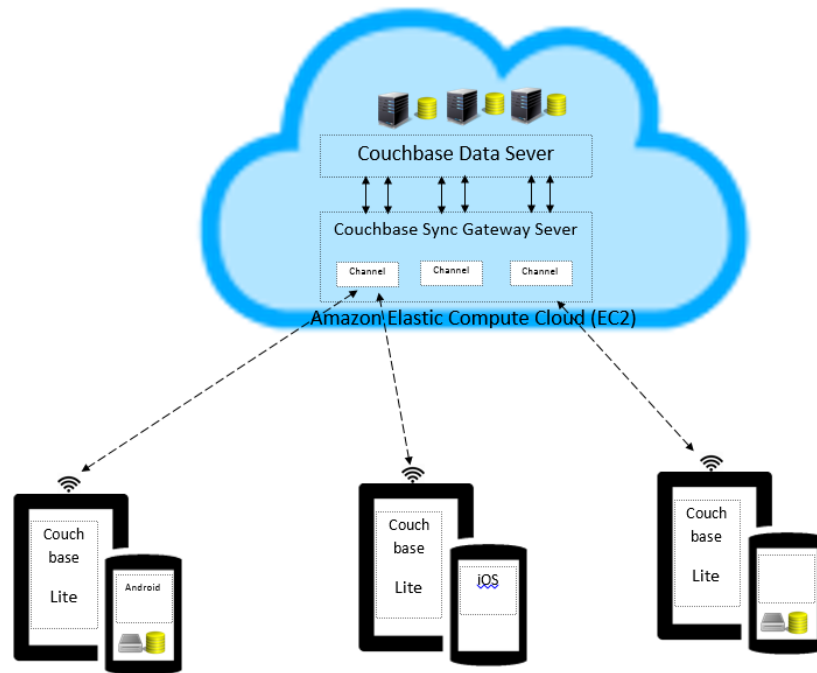 Couchbase Data Sever
Couchbase Sync Gateway Sever
Channel
Channel
Channel
Amazon Elastic Compute Cloud (EC2)
Couch
base
Lite
Android
Couch
base
Lite
iOS
Couch
base
Lite